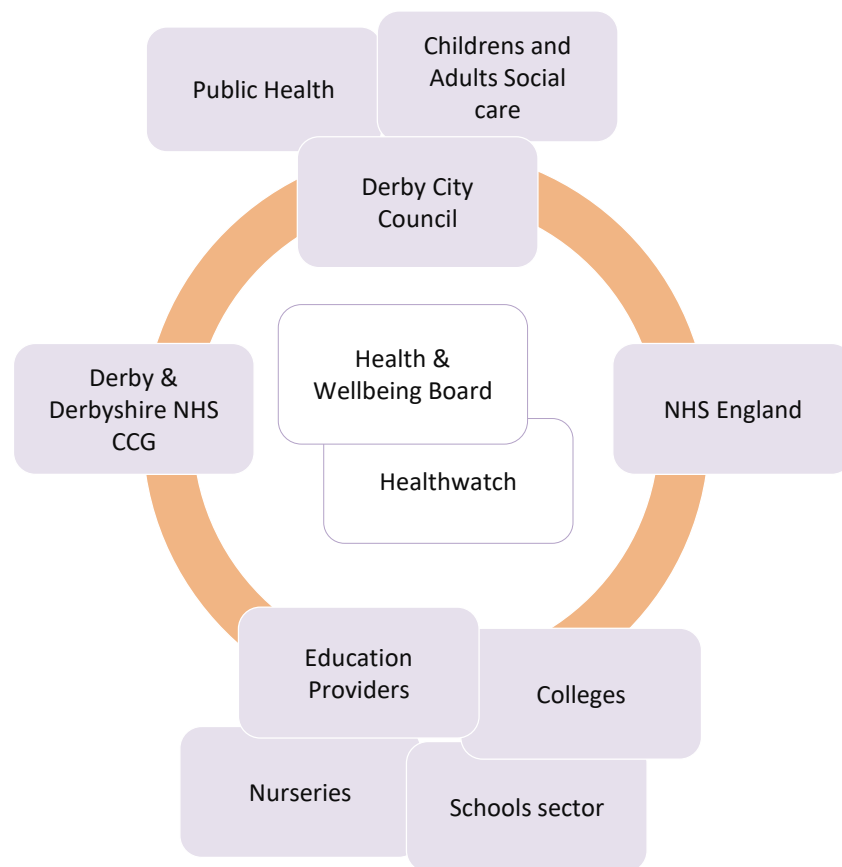 Public Health
Childrens and
Adults Social
care
Derby City
Council
Health &
Wellbeing Board
Derby &
Derbyshire NHS
CCG
NHS England
Healthwatch
Education
Providers
Colleges
Nurseries
Schools sector